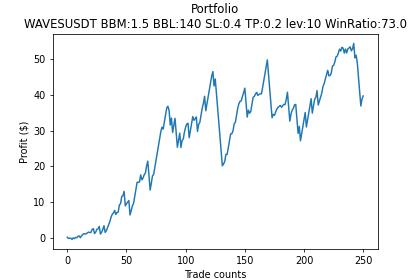 Portfolio
WAVESUSDT BBM:1.5 BBL:140 SL:0.4 TP:0.2 lev:10 WinRatio:73.0
50
40
30
20
10
0
Profit ($)
0 50 100 150 200 250
Trade counts